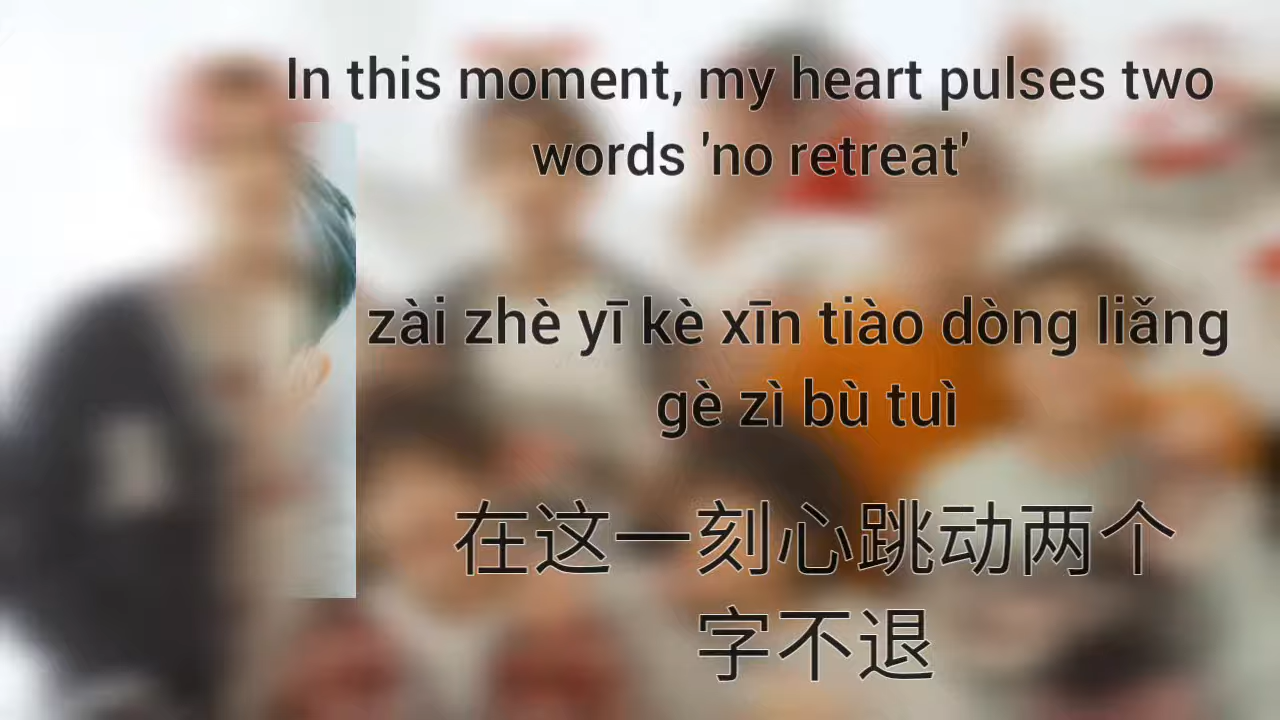 In this moment, my heart pulses two
words 'no retreat'
zài zhè yī kè xīn tiào dòng liǎng
gè zì bù tuì
在这一刻心跳动两个
字不退